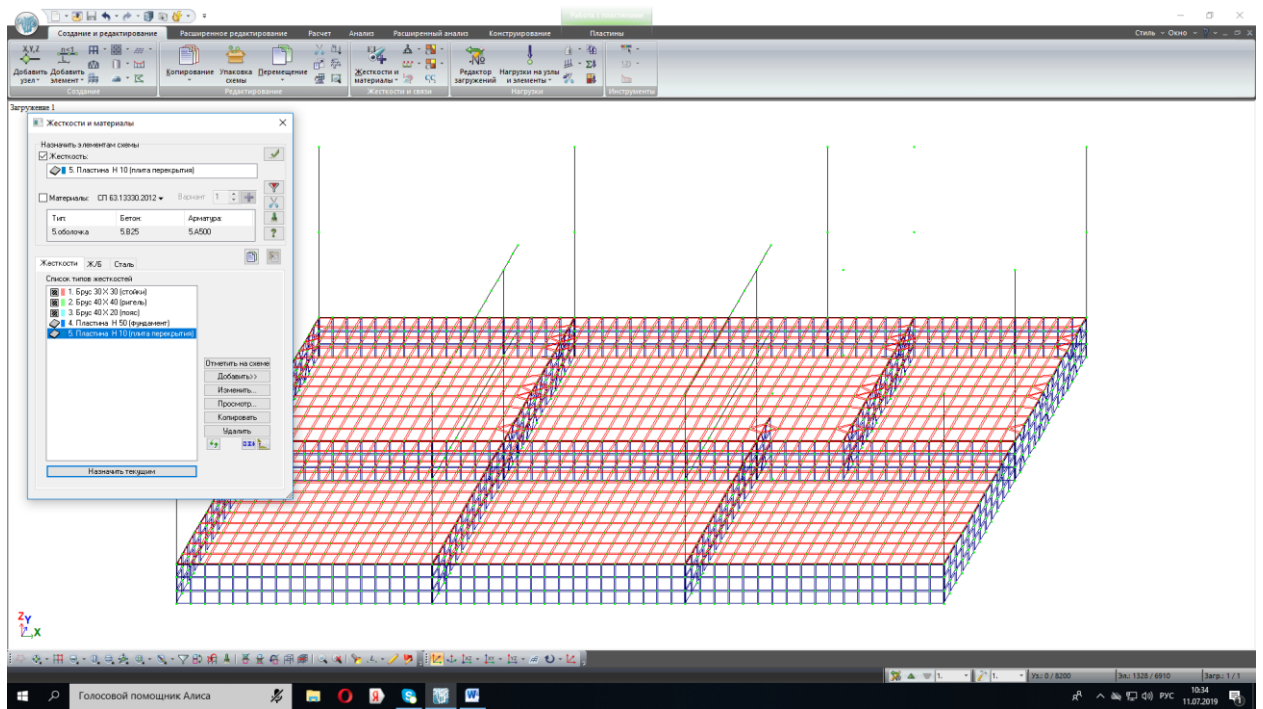 Создание и редактирование Расширенное редактирование Расчет Анализ Расширенный анализ Конструирование Пластины Стиль - Окно
Добавить узел Добавить элемент Копирование Упаковка схемы Перемещение Жесткости и материалы Редактор загружений Нагрузки на узлы и элементы
Создание Редактирование Жесткости и связи Нагрузки Инструменты
Загружение 1
Жесткости и материалы
Назначить элементам схемы
Жесткость:
5. Пластина H 10 (плита перекрытия)
Материалы: СП 63.13330.2012 Вариант 1
Тип: Бетон: Арматура:
5.оболочка 5.B25 5.A500
Жесткости Ж/Б Сталь
Список типов жесткостей
1. Брус 30 X 30 (стойки)
2. Брус 40 X 40 (ригель)
3. Брус 40 X 20 (пояс)
4. Пластина H 50 (фундамент)
5. Пластина H 10 (плита перекрытия)
Отметить на схеме
Добавить>>
Изменить...
Просмотр...
Копировать
Удалить
Назначить текущим
Z Y
X
1. 1. Уз.: 0 / 8200 Эл.: 1328 / 6910 Загр.: 1 / 1
Голосовой помощник Алиса
РУС 10:34
11.07.2019